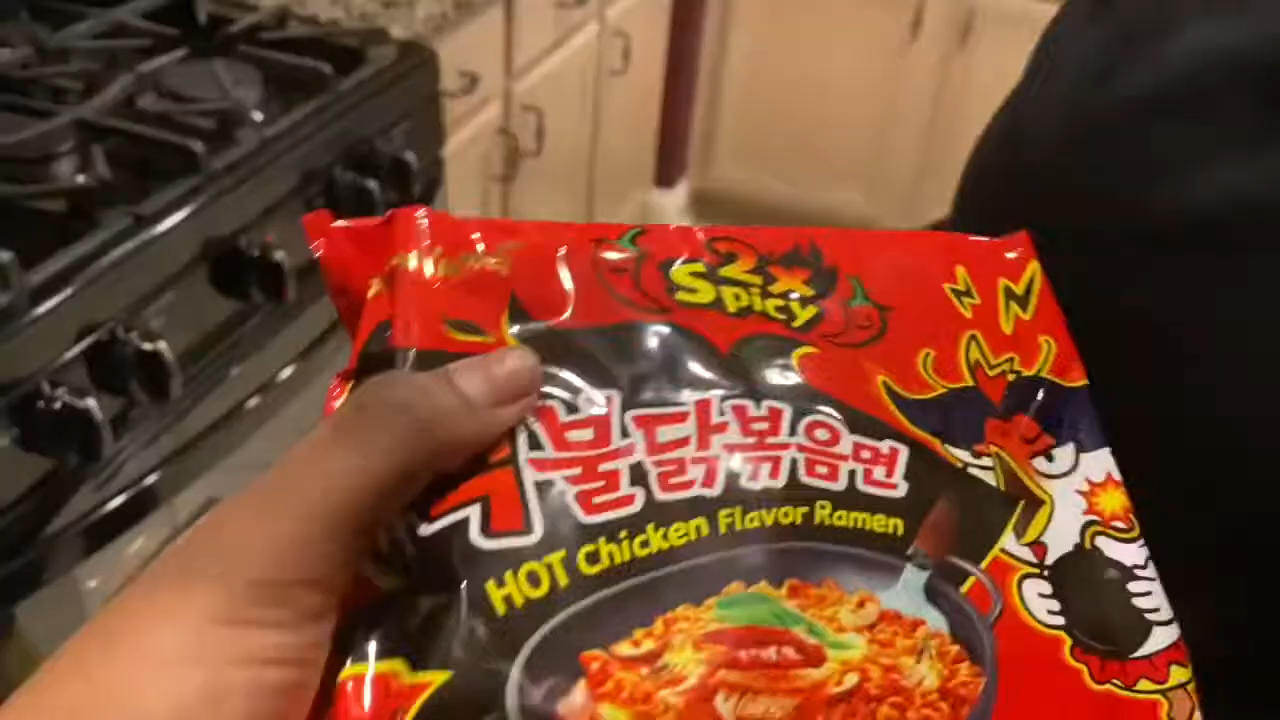 2x
Spicy
불닭볶음면
HOT Chicken Flavor Ramen